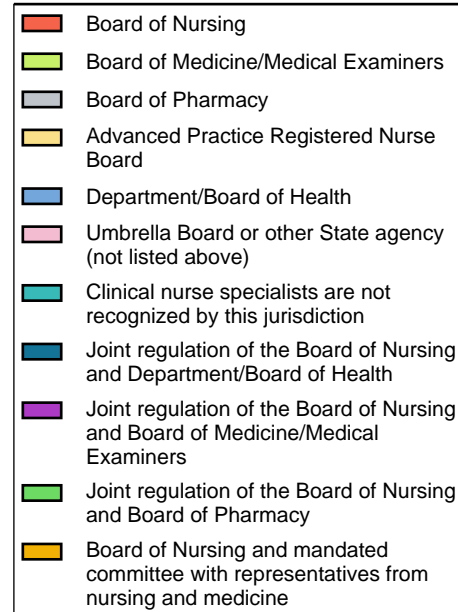 Board of Nursing
Board of Medicine/Medical Examiners
Board of Pharmacy
Advanced Practice Registered Nurse
Board
Department/Board of Health
Umbrella Board or other State agency
(not listed above)
Clinical nurse specialists are not
recognized by this jurisdiction
Joint regulation of the Board of Nursing
and Department/Board of Health
Joint regulation of the Board of Nursing
and Board of Medicine/Medical
Examiners
Joint regulation of the Board of Nursing
and Board of Pharmacy
Board of Nursing and mandated
committee with representatives from
nursing and medicine